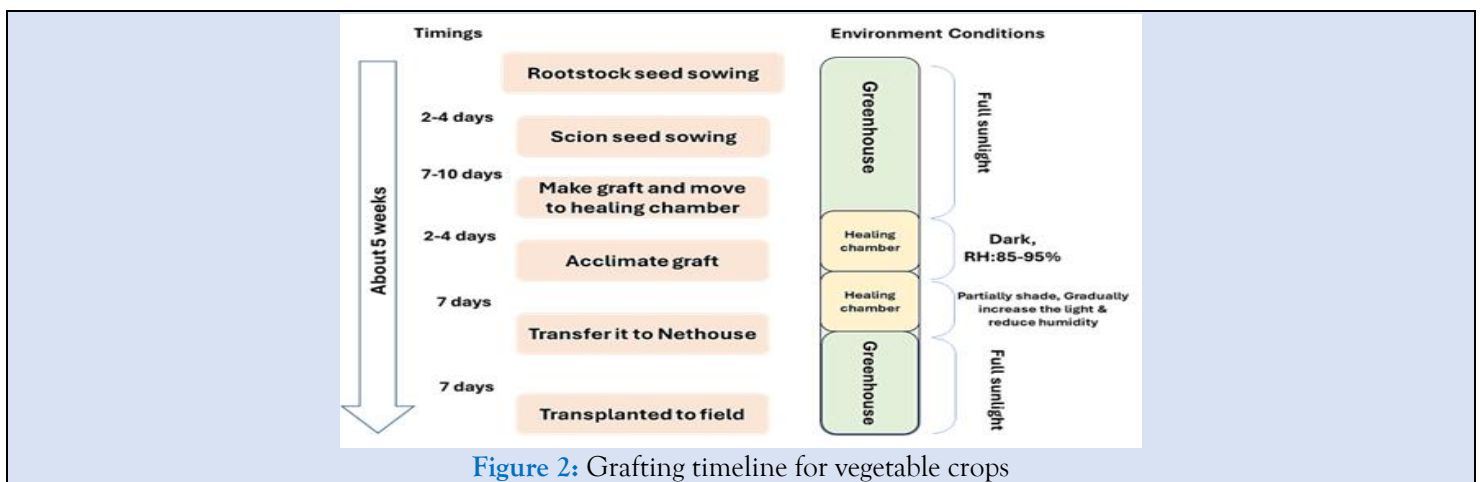 Timings
Environment Conditions
About 5 weeks
Rootstock seed sowing
2-4 days
Scion seed sowing
7-10 days
Make graft and move
to healing chamber
2-4 days
Acclimate graft
7 days
Transfer it to Nethouse
7 days
Transplanted to field
Greenhouse
Full sunlight
Healing
chamber
Dark,
RH:85-95%
Healing
chamber
Partially shade, Gradually
increase the light &
reduce humidity
Greenhouse
Full sunlight
Figure 2: Grafting timeline for vegetable crops